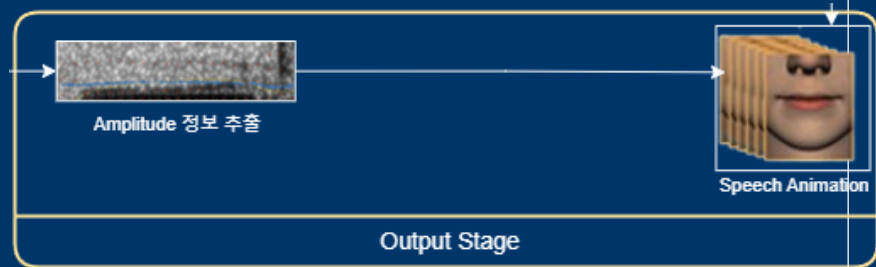 Amplitude 정보 추출
Speech Animation
Output Stage